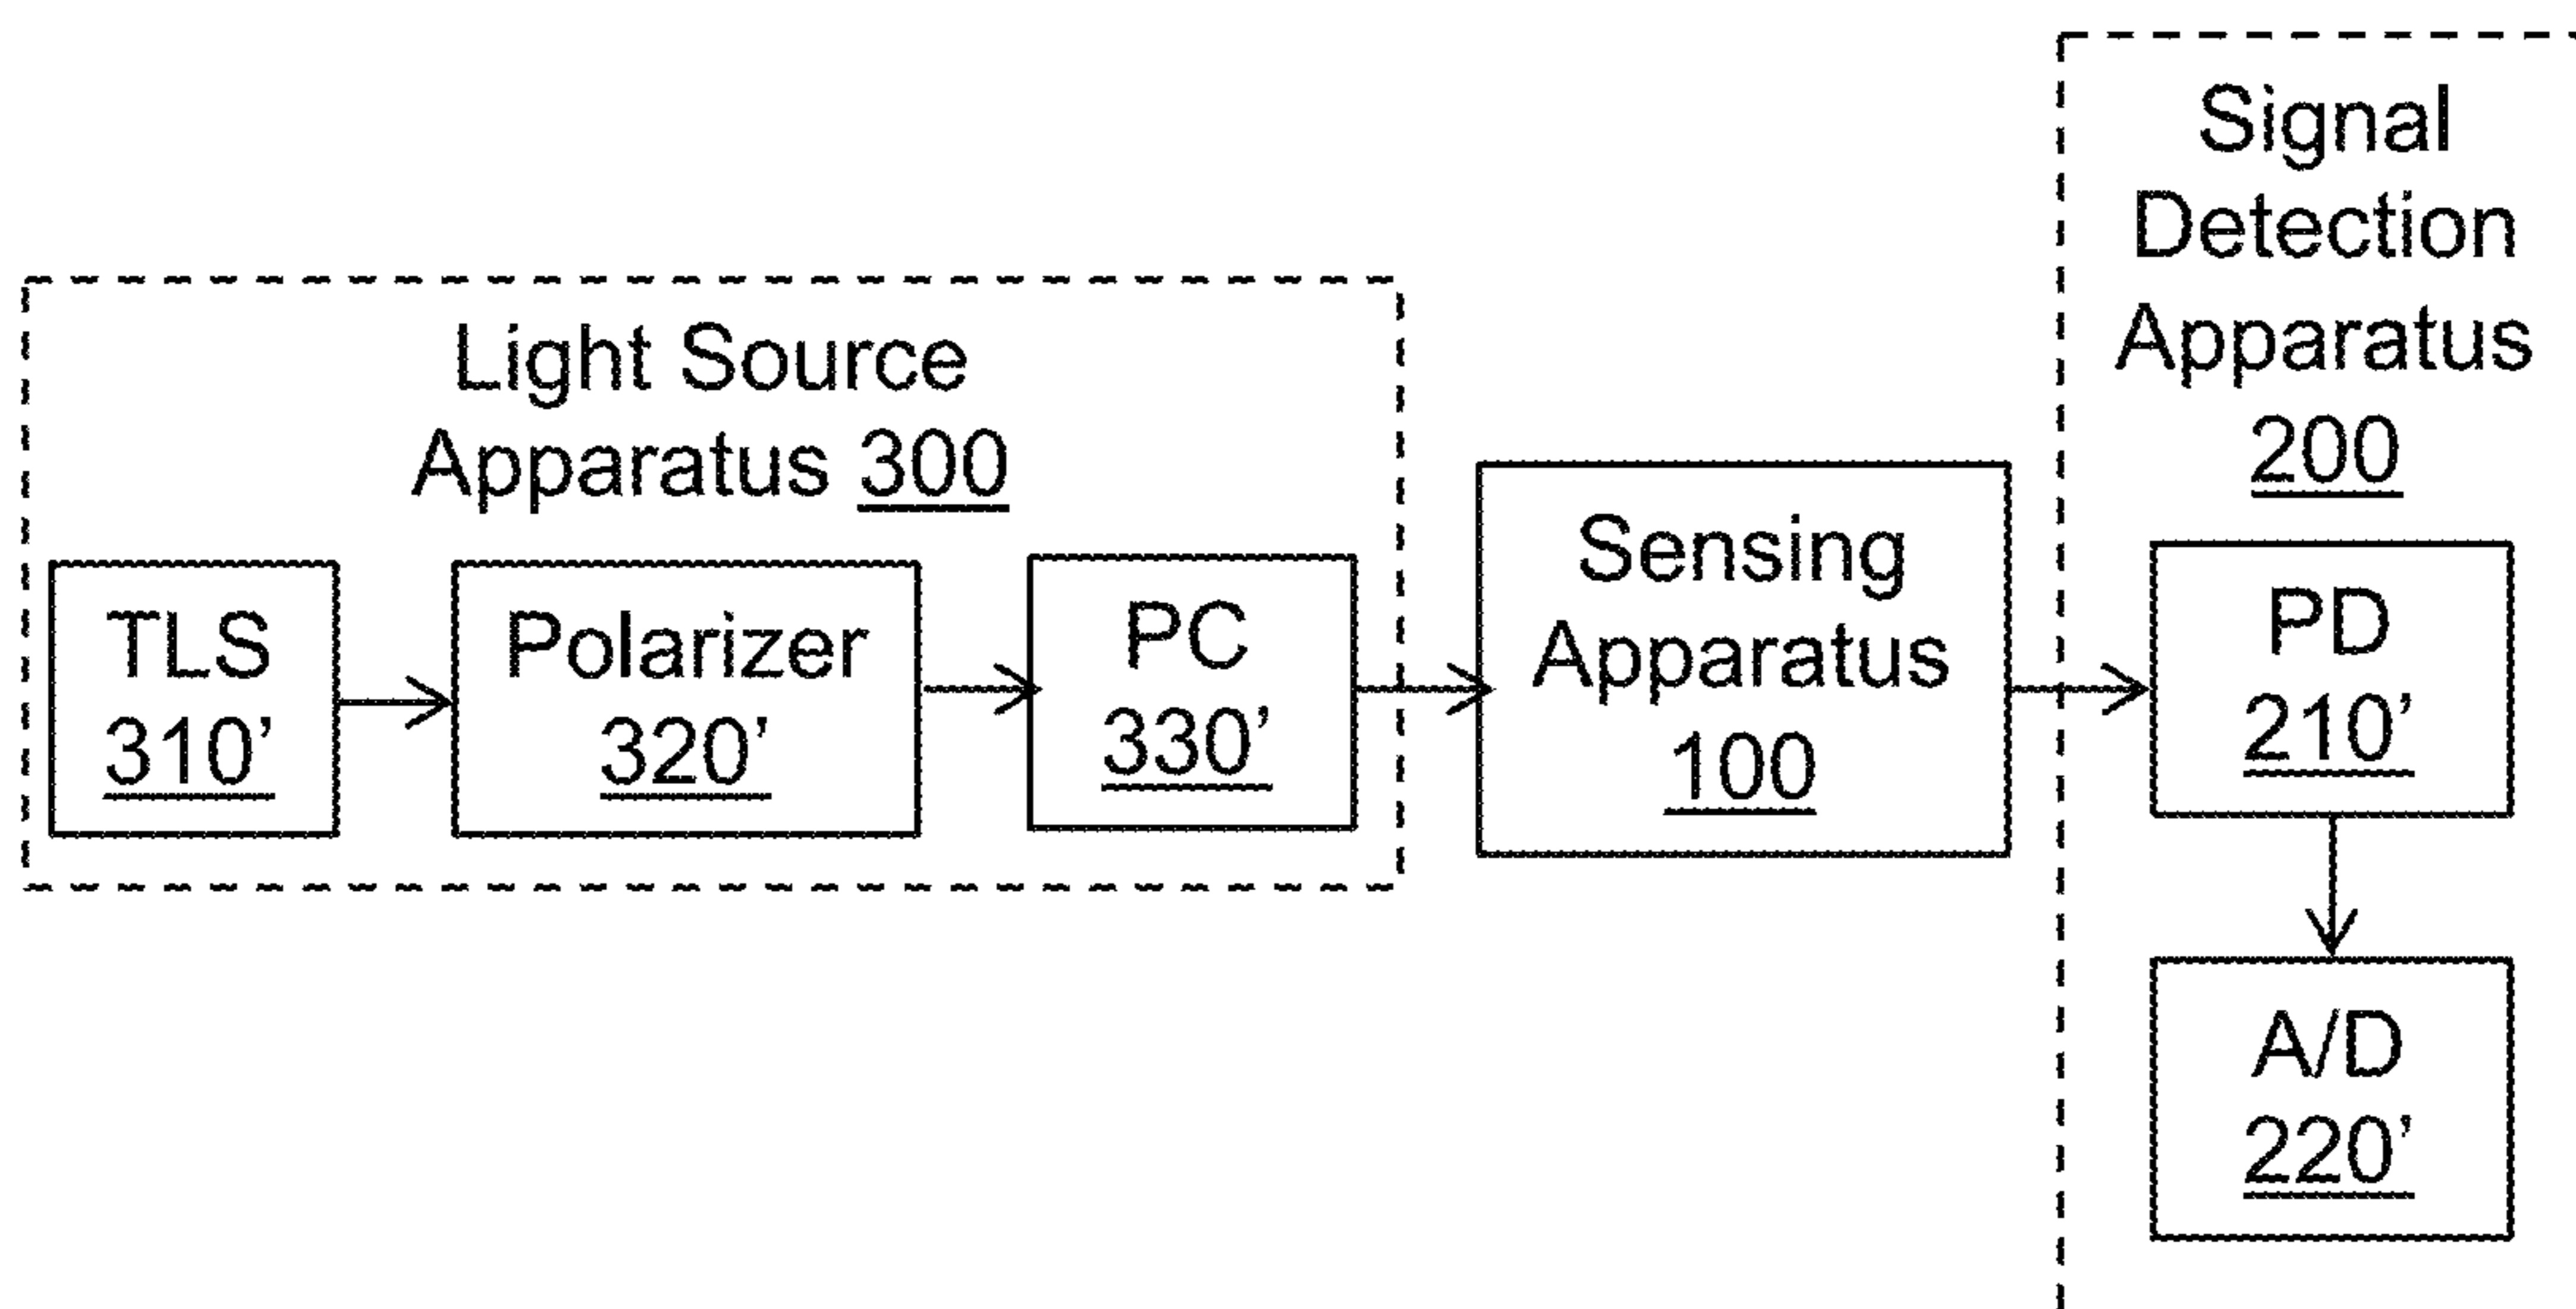 Light Source
Apparatus 300
TLS
310’
Polarizer
320’
PC
330’
Sensing
Apparatus
100
Signal
Detection
Apparatus
200
PD
210’
A/D
220’